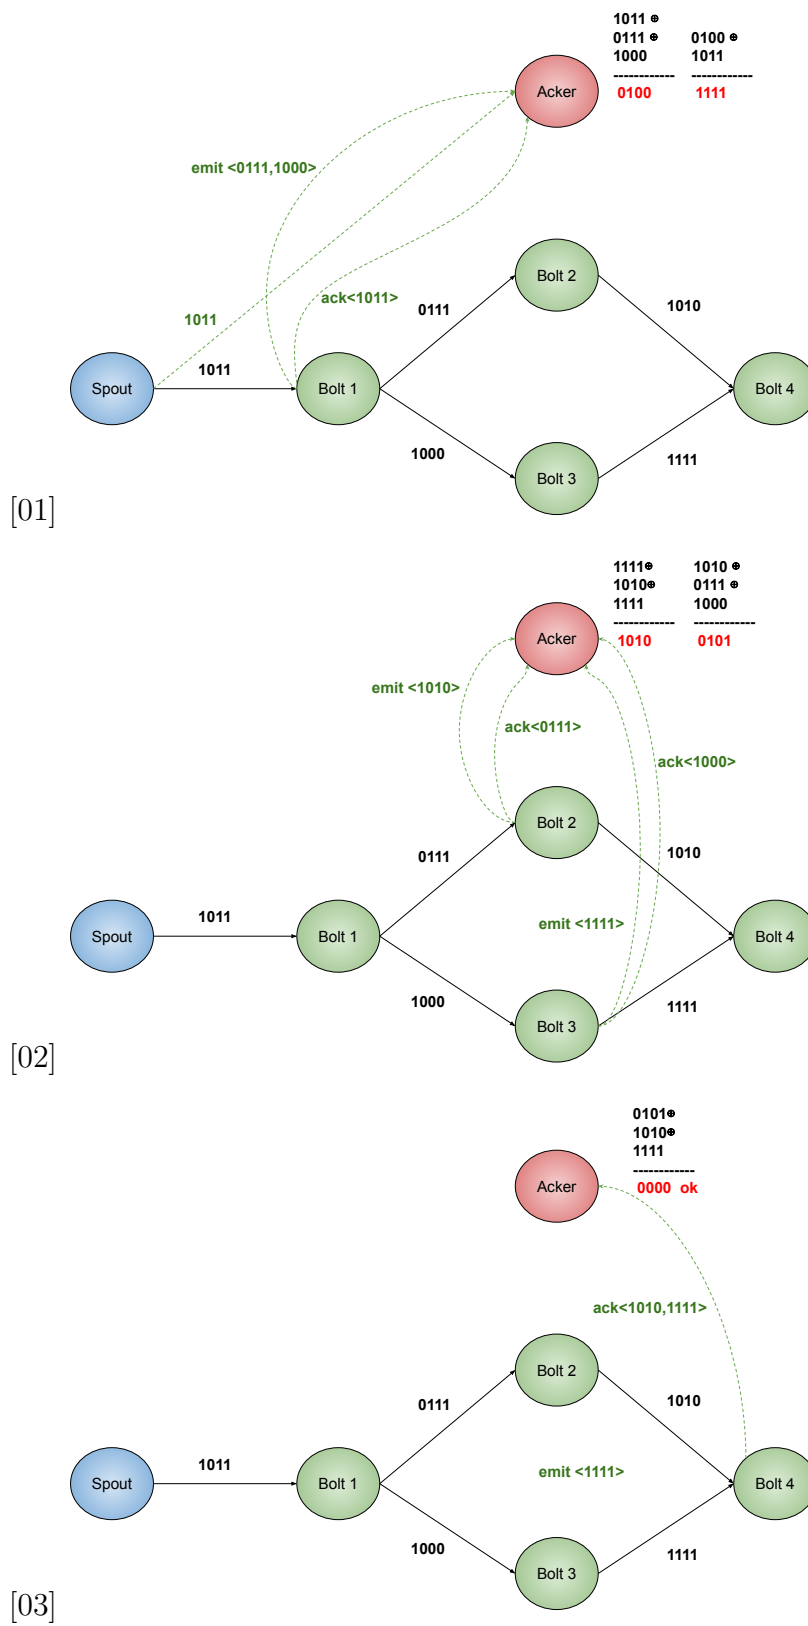 1011 ⊕
0111 ⊕ 0100 ⊕
1000 1011
------------ ------------
0100 1111
Acker
emit <0111,1000>
Bolt 2
ack<1011>
0111
1010
1011
1011
Spout
Bolt 1
Bolt 4
1000
1111
Bolt 3
[01]
1111⊕ 1010 ⊕
1010⊕ 0111 ⊕
1111 1000
------------ ------------
1010 0101
Acker
emit <1010>
ack<0111>
ack<1000>
Bolt 2
0111
1010
1011
emit <1111>
Spout
Bolt 1
Bolt 4
1000
1111
Bolt 3
[02]
0101⊕
1010⊕
1111
------------
0000 ok
Acker
ack<1010,1111>
Bolt 2
0111
1010
1011
emit <1111>
Spout
Bolt 1
Bolt 4
1000
1111
Bolt 3
[03]